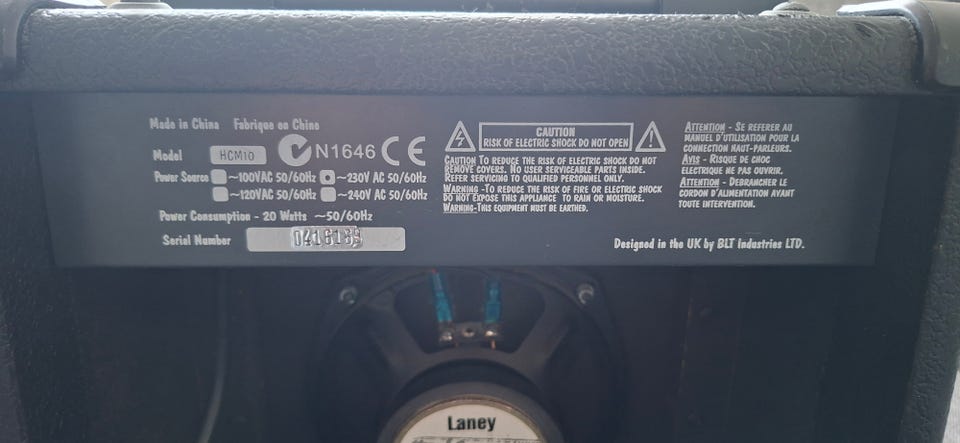 Made in China Fabrique en Chine
Model HCM10 N1646 CE
Power Source ~100VAC 50/60Hz ~230V AC 50/60Hz
~120VAC 50/60Hz ~240V AC 50/60Hz
Power Consumption - 20 Watts ~50/60Hz
Serial Number 0416169
CAUTION
RISK OF ELECTRIC SHOCK DO NOT OPEN
CAUTION TO REDUCE THE RISK OF ELECTRIC SHOCK DO NOT
REMOVE COVERS. NO USER SERVICEABLE PARTS INSIDE.
REFER SERVICING TO QUALIFIED PERSONNEL ONLY.
WARNING -TO REDUCE THE RISK OF FIRE OR ELECTRIC SHOCK
DO NOT EXPOSE THIS APPLIANCE TO RAIN OR MOISTURE.
WARNING-THIS EQUIPMENT MUST BE EARTHED.
ATTENTION - SE REFERER AU
MANUEL D'UTILISATION POUR LA
CONNECTION HAUT-PARLEURS.
AVIS - RISQUE DE CHOC
ELECTRIQUE NE PAS OUVRIR.
ATTENTION - DEBRANCHER LE
CORDON D'ALIMENTATION AVANT
TOUTE INTERVENTION.
Designed in the UK by BLT Industries LTD.
Laney